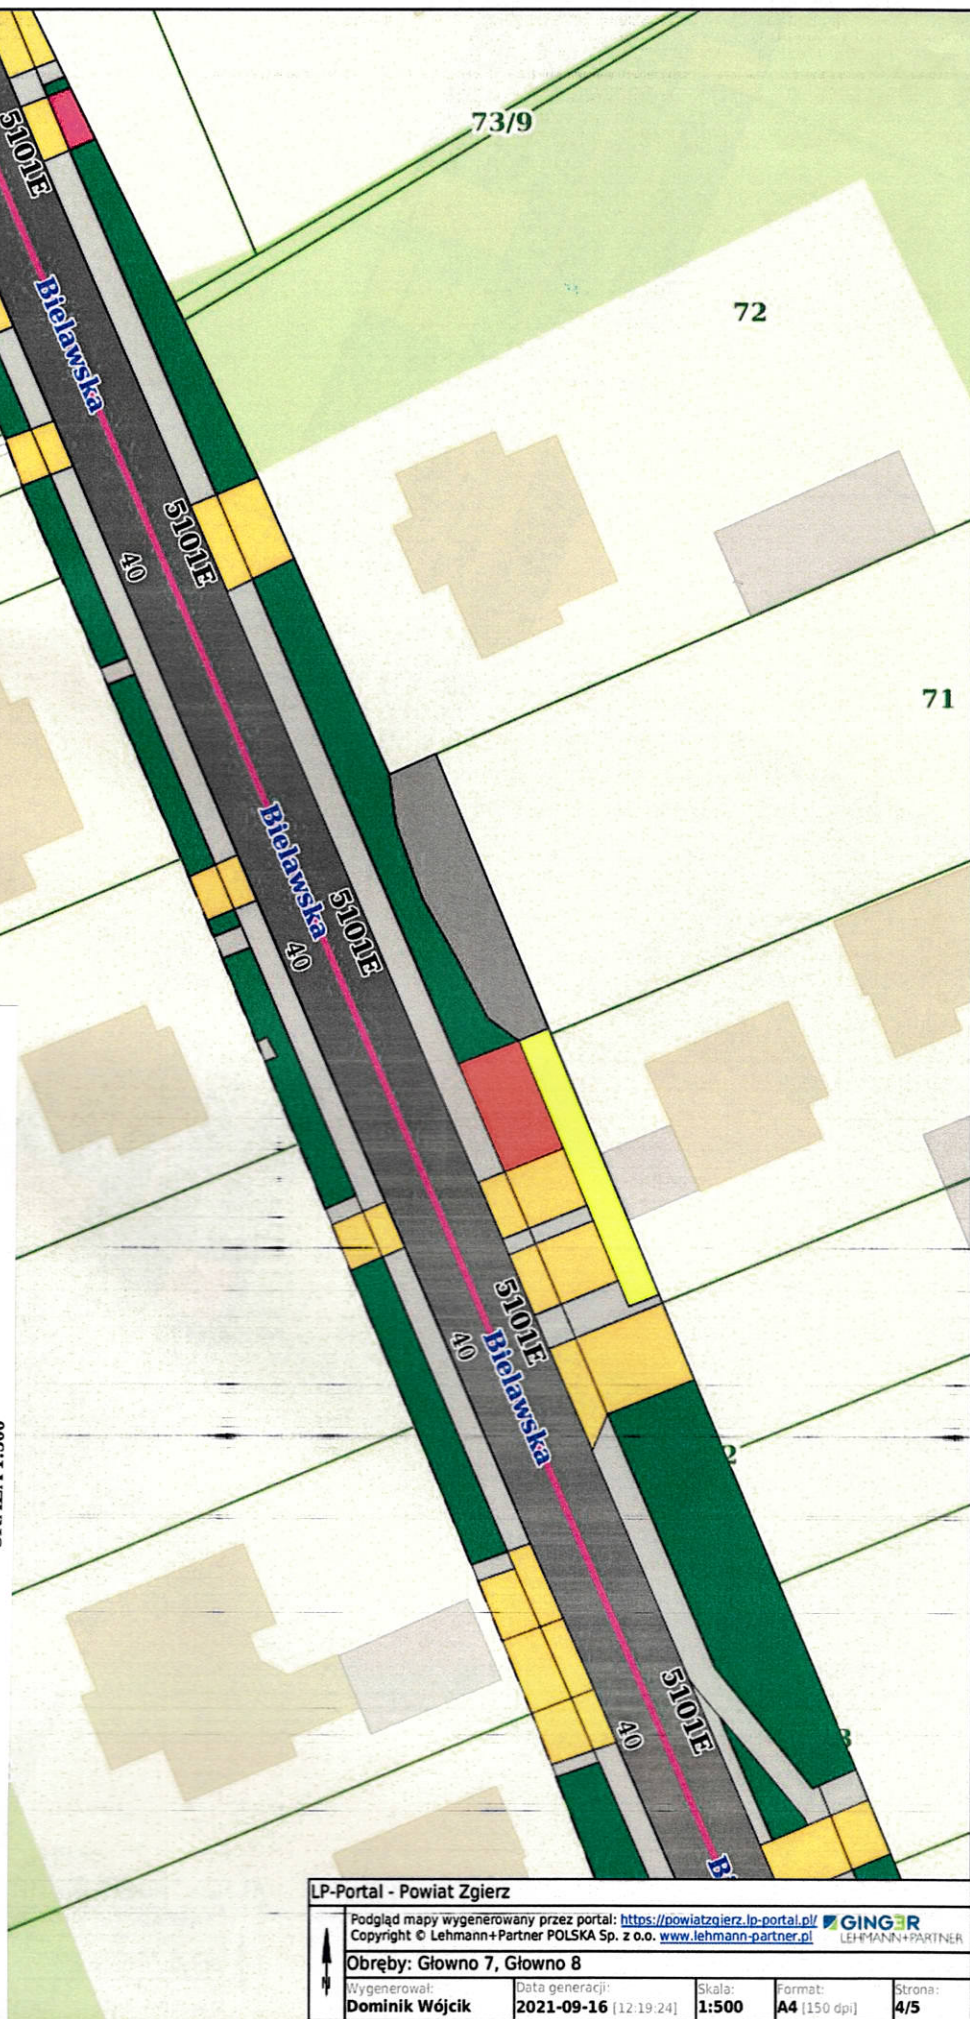 73/9
5101E
Bielawska
72
5101E
40
71
Bielawska
5101E
40
5101E
40
Bielawska
2
5101E
40
3
LP-Portal - Powiat Zgierz
Podgląd mapy wygenerowany przez portal: https://powiatzgierz.lp-portal.pl/
Copyright © Lehmann+Partner POLSKA Sp. z o.o. www.lehmann-partner.pl
GINGER
LEHMANN+PARTNER
N
Obręby: Głowno 7, Głowno 8
Wygenerował:
Dominik Wójcik
Data generacji:
2021-09-16 [12:19:24]
Skala:
1:500
Format:
A4 [150 dpi]
Strona:
4/5